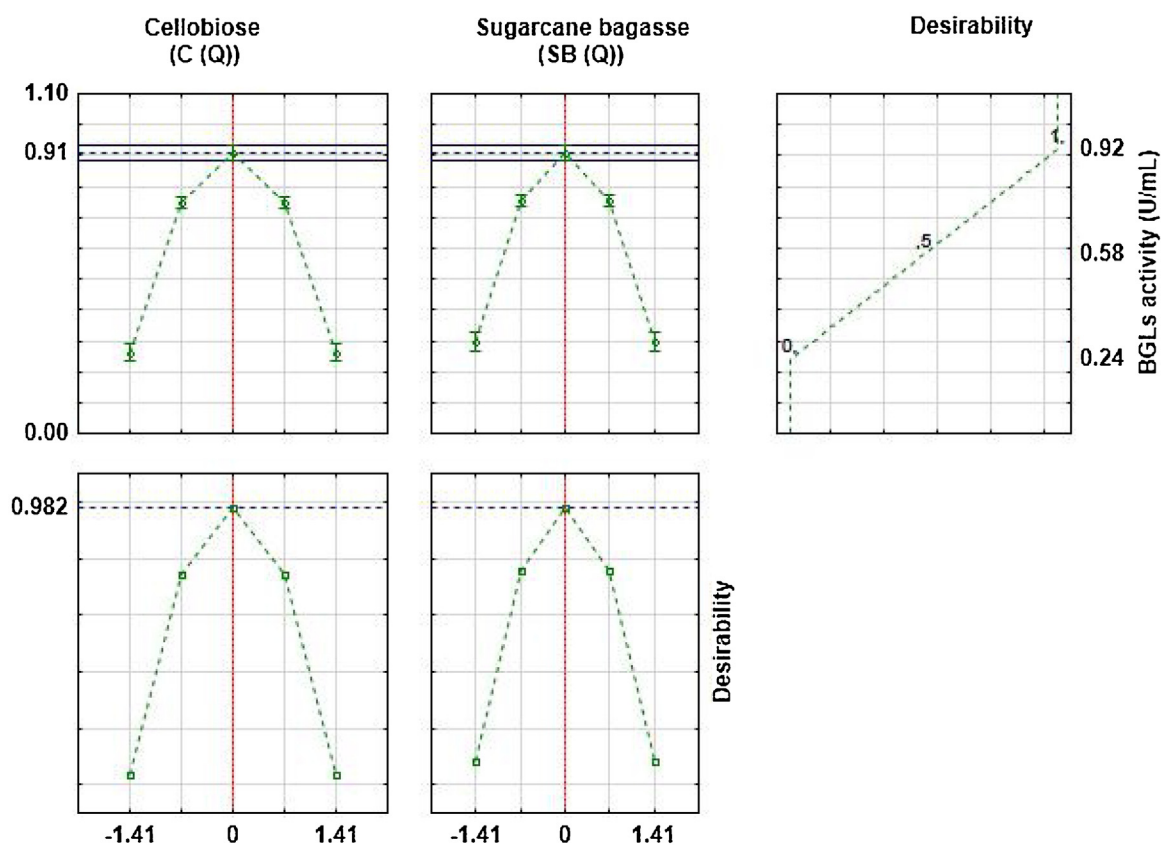 Cellobiose
(C (Q))
Sugarcane bagasse
(SB (Q))
Desirability
1.10
0.91
0.00
1,
,5
0,
0.92
0.58
0.24
BGLs activity (U/mL)
0.982
Desirability
-1.41 0 1.41
-1.41 0 1.41